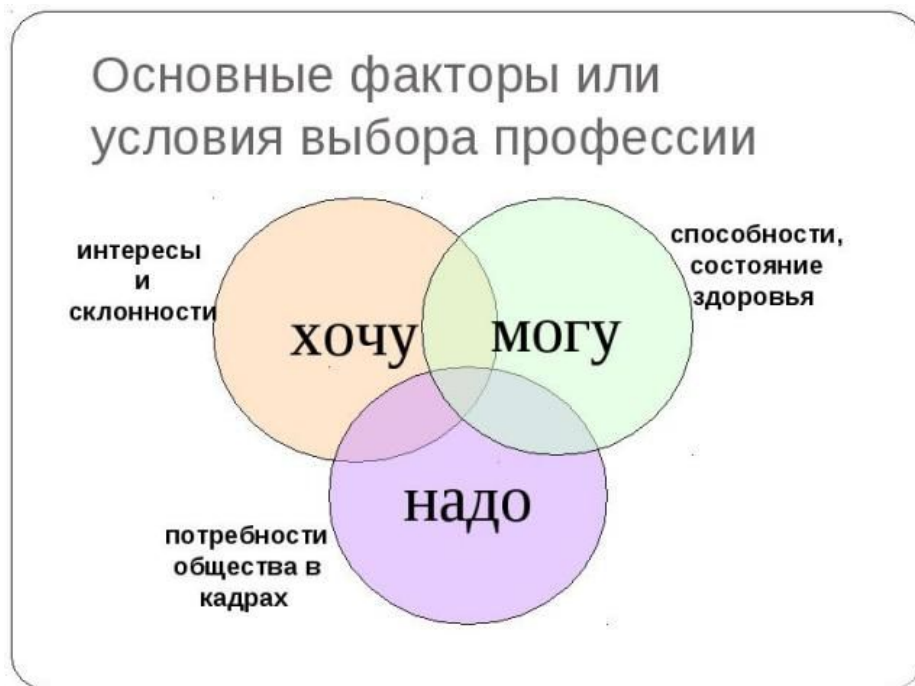 Основные факторы или
условия выбора профессии
интересы
и
склонности
хочу
могу
способности,
состояние
здоровья
надо
потребности
общества в
кадрах